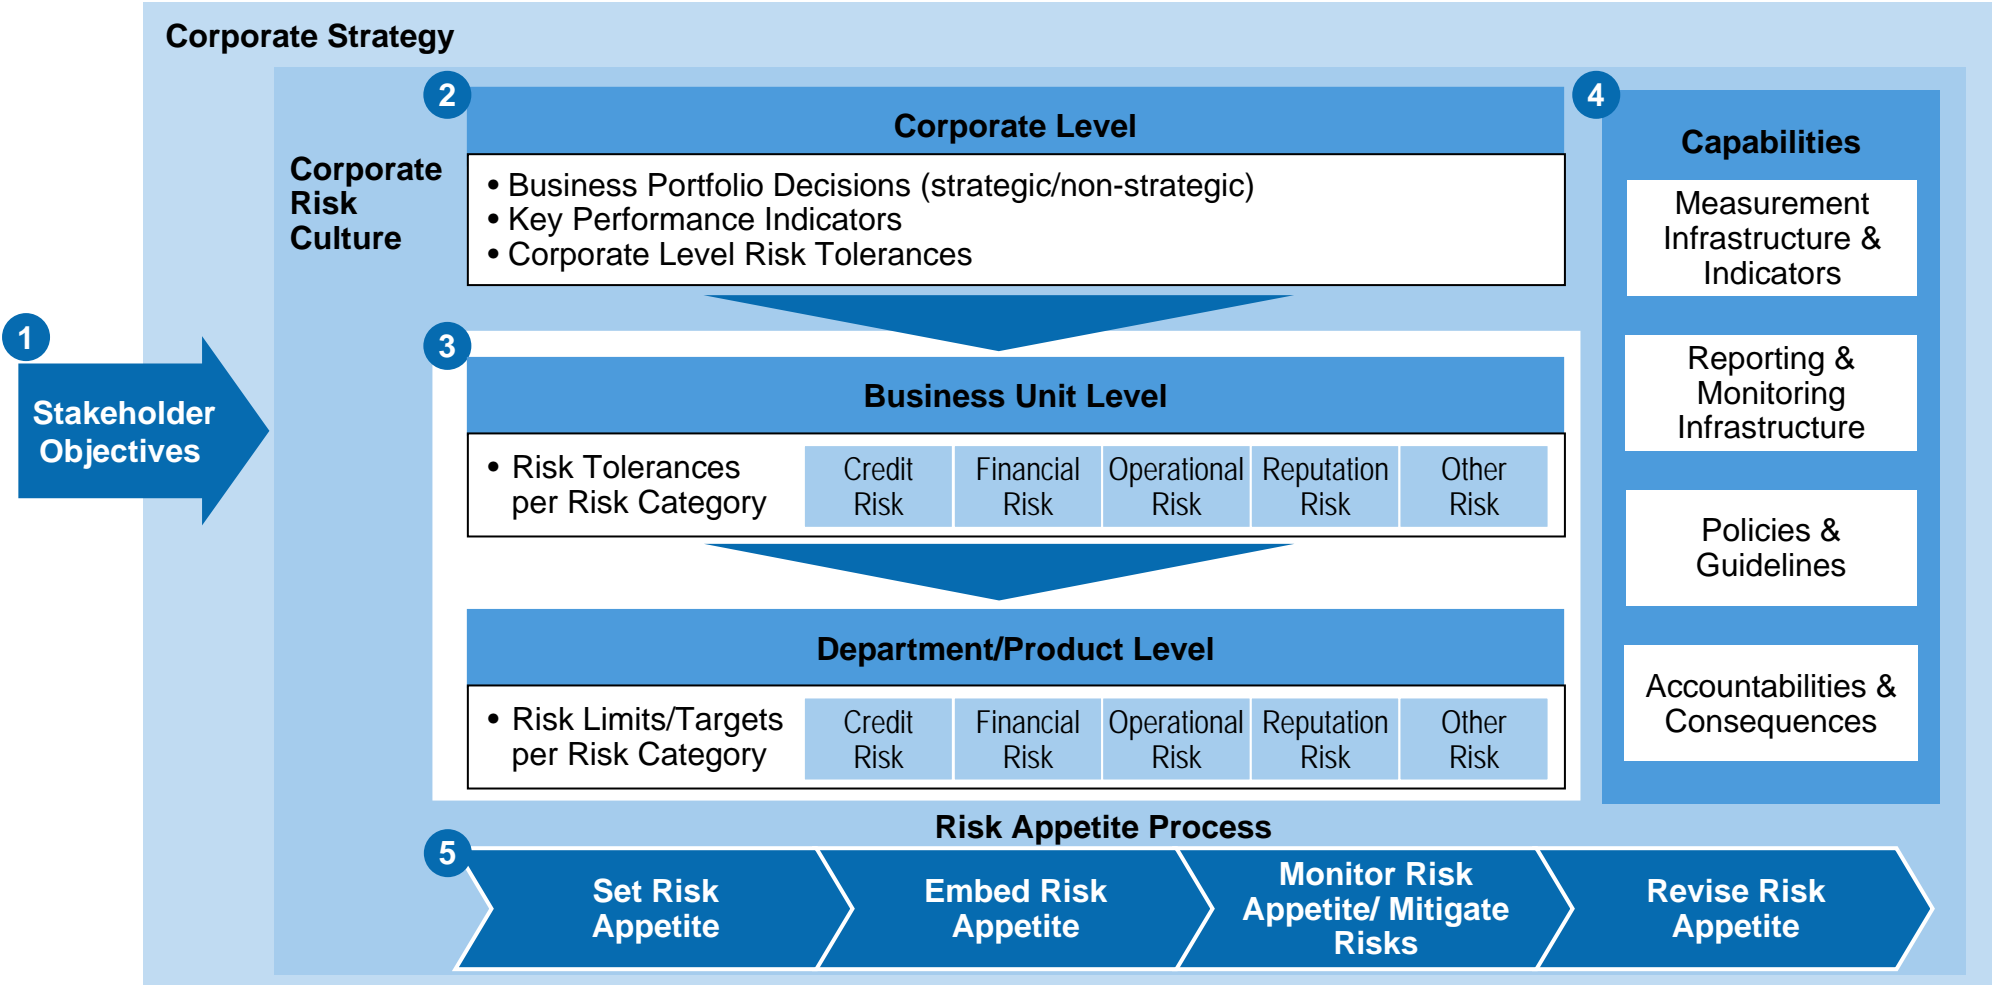 Corporate Strategy
Corporate
Risk
Culture
1
Stakeholder
Objectives
2
Corporate Level
• Business Portfolio Decisions (strategic/non-strategic)
• Key Performance Indicators
• Corporate Level Risk Tolerances
3
Business Unit Level
• Risk Tolerances
per Risk Category
Credit
Risk
Financial
Risk
Operational
Risk
Reputation
Risk
Other
Risk
Department/Product Level
• Risk Limits/Targets
per Risk Category
Credit
Risk
Financial
Risk
Operational
Risk
Reputation
Risk
Other
Risk
4
Capabilities
Measurement
Infrastructure &
Indicators
Reporting &
Monitoring
Infrastructure
Policies &
Guidelines
Accountabilities &
Consequences
Risk Appetite Process
5
Set Risk
Appetite
Embed Risk
Appetite
Monitor Risk
Appetite/ Mitigate
Risks
Revise Risk
Appetite